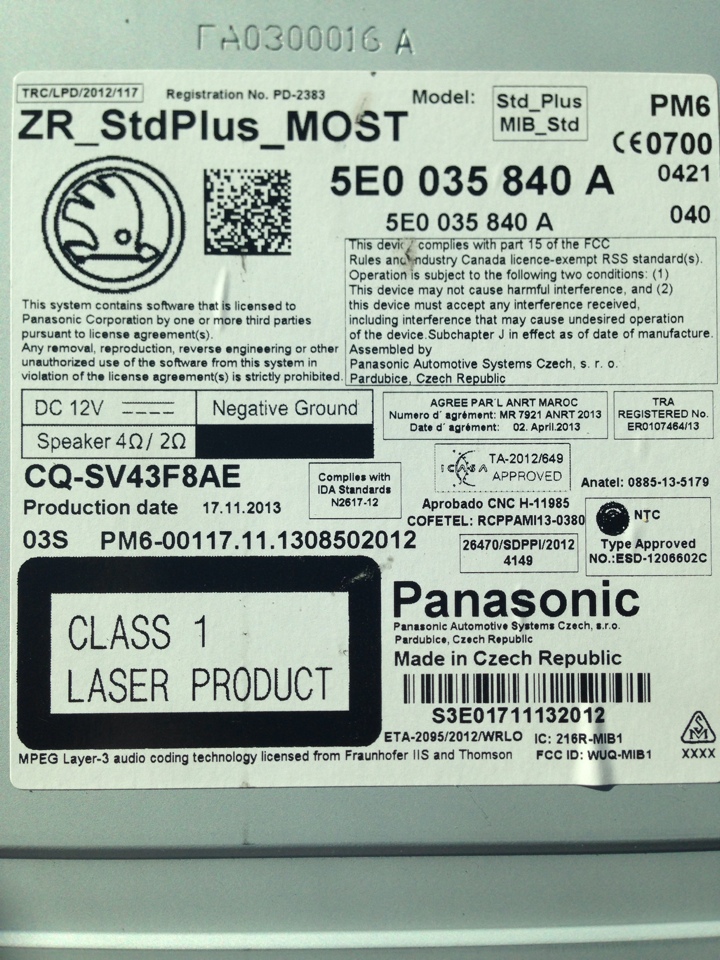 FA0300016 A
TRC/LPD/2012/117 Registration No. PD-2383
Model: Std_Plus
MIB_Std
PM6
ZR_StdPlus_MOST
CE0700
5E0 035 840 A
0421
5E0 035 840 A
040
This device complies with part 15 of the FCC
Rules and Industry Canada licence-exempt RSS standard(s).
Operation is subject to the following two conditions: (1)
This device may not cause harmful interference, and (2)
this device must accept any interference received,
including interference that may cause undesired operation
of the device.Subchapter J in effect as of date of manufacture.
Assembled by
Panasonic Automotive Systems Czech, s. r. o.
Pardubice, Czech Republic
This system contains software that is licensed to
Panasonic Corporation by one or more third parties
pursuant to license agreement(s).
Any removal, reproduction, reverse engineering or other
unauthorized use of the software from this system in
violation of the license agreement(s) is strictly prohibited.
DC 12V Negative Ground
Speaker 4Ω/ 2Ω
AGREE PAR'L ANRT MAROC
Numero d´ agrément: MR 7921 ANRT 2013
Date d´ agrément: 02. April.2013
TRA
REGISTERED No.
ER0107464/13
CQ-SV43F8AE
Production date 17.11.2013
Complies with
IDA Standards
N2617-12
ICASA
TA-2012/649
APPROVED
Anatel: 0885-13-5179
Aprobado CNC H-11985
COFETEL: RCPPAMI13-0380
NTC
Type Approved
NO.:ESD-1206602C
03S PM6-00117.11.1308502012
26470/SDPPI/2012
4149
CLASS 1
LASER PRODUCT
Panasonic
Panasonic Automotive Systems Czech, s.r.o.
Pardubice, Czech Republic
Made in Czech Republic
S3E01711132012
ETA-2095/2012/WRLO IC: 216R-MIB1
MPEG Layer-3 audio coding technology licensed from Fraunhofer IIS and Thomson FCC ID: WUQ-MIB1
XXXX